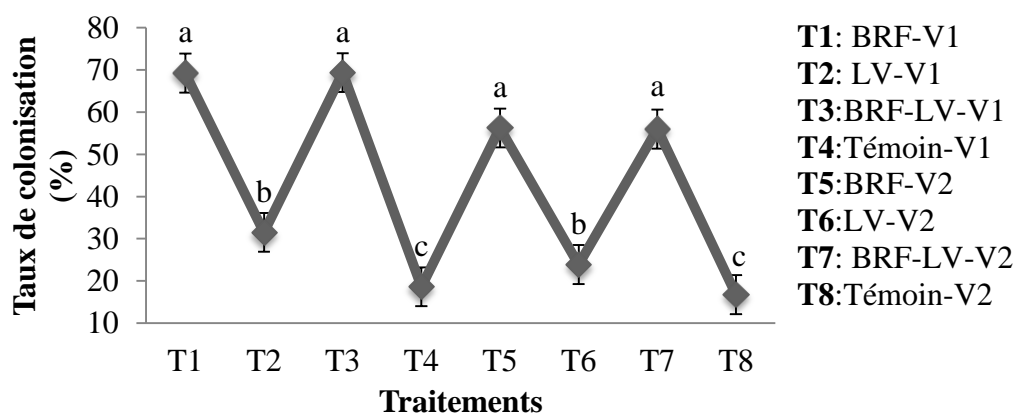 80
70
60
50
40
30
20
10
Taux de colonisation
(%)
a
b
a
c
a
b
a
c
T1 T2 T3 T4 T5 T6 T7 T8
Traitements
T1: BRF-V1
T2: LV-V1
T3:BRF-LV-V1
T4:Témoin-V1
T5:BRF-V2
T6:LV-V2
T7: BRF-LV-V2
T8:Témoin-V2